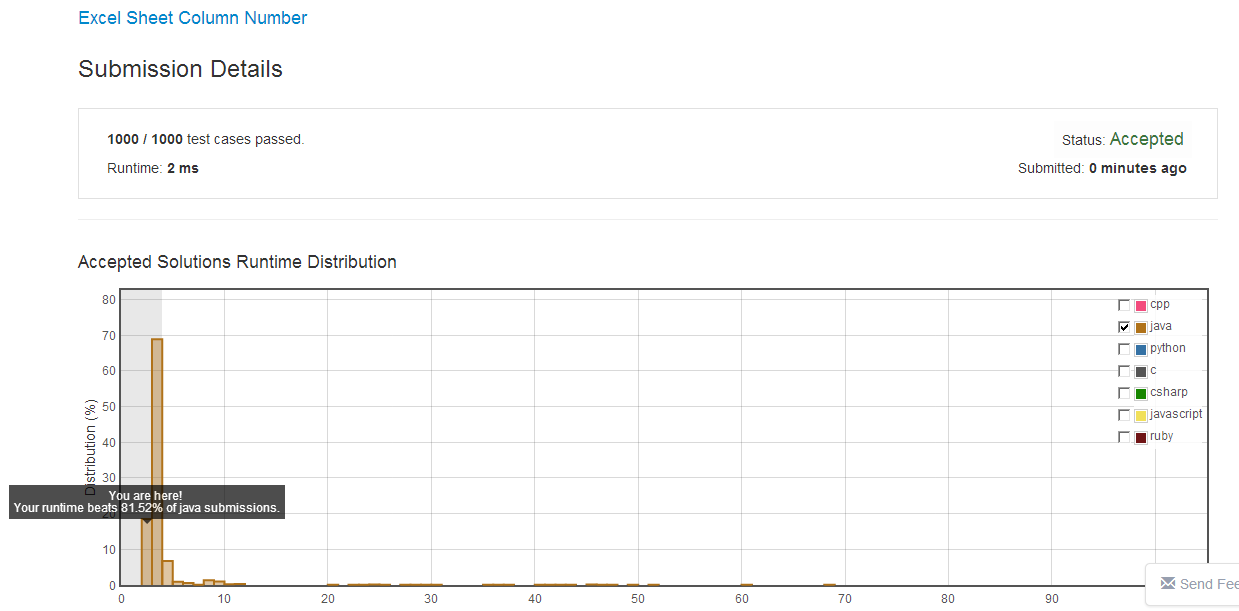 Excel Sheet Column Number
Submission Details
1000 / 1000 test cases passed.
Status: Accepted
Runtime: 2 ms
Submitted: 0 minutes ago
Accepted Solutions Runtime Distribution
80
70
60
50
40
30
20
10
0
Distribution (%)
cpp
java
python
c
csharp
javascript
ruby
You are here!
Your runtime beats 81.52% of java submissions.
0
10
20
30
40
50
60
70
80
90
Send Fee